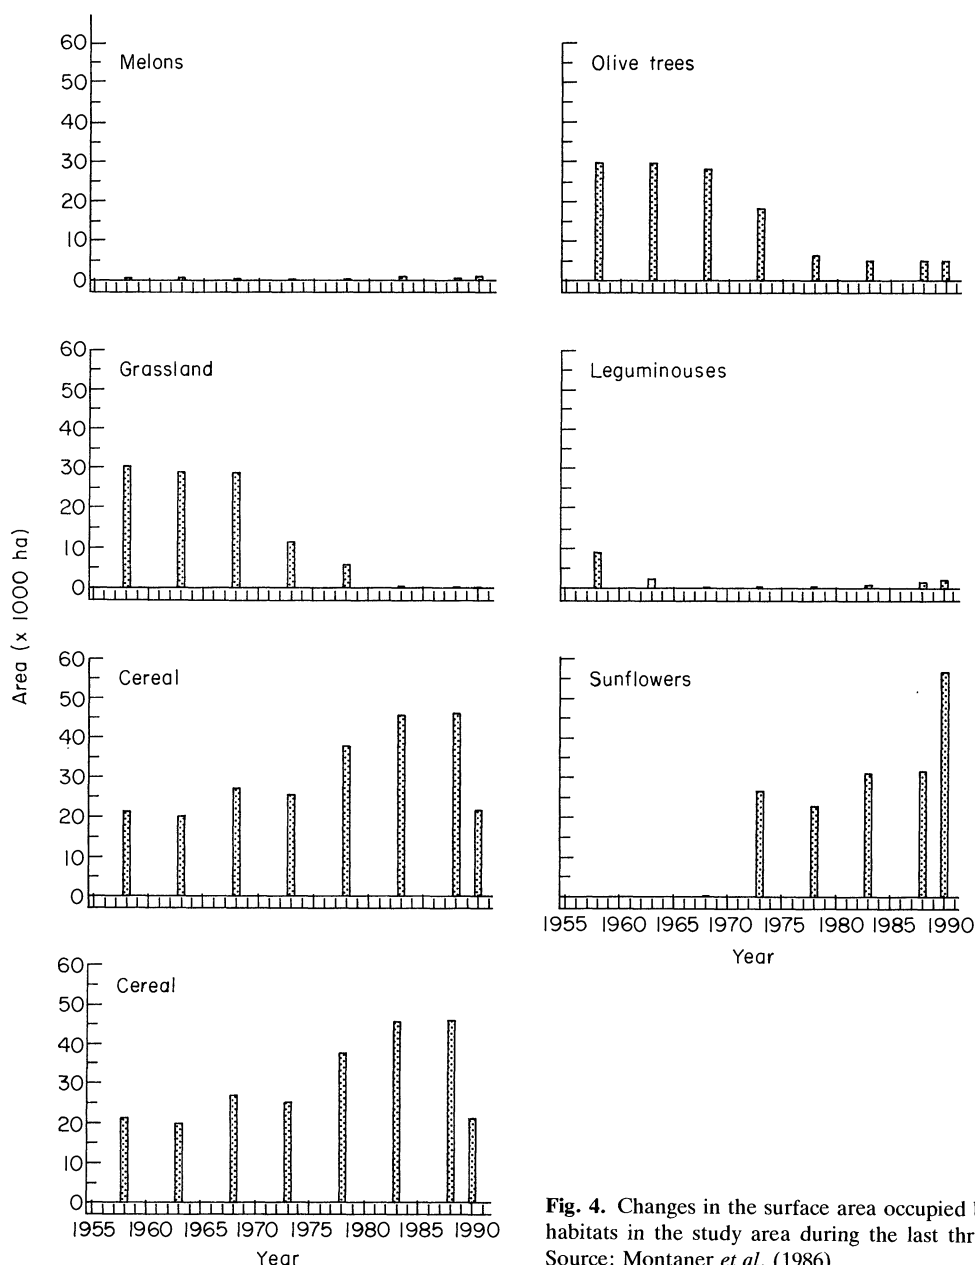 60
Melons
50
40
30
20
10
0
Olive trees
60
Grassland
50
40
30
20
10
0
Leguminouses
Area (x 1000 ha)
60
Cereal
50
40
30
20
10
0
Sunflowers
1955 1960 1965 1970 1975 1980 1985 1990
Year
60
Cereal
50
40
30
20
10
0
1955 1960 1965 1970 1975 1980 1985 1990
Year
Fig. 4. Changes in the surface area occupied
habitats in the study area during the last
Source: Montaner et al. (1986)